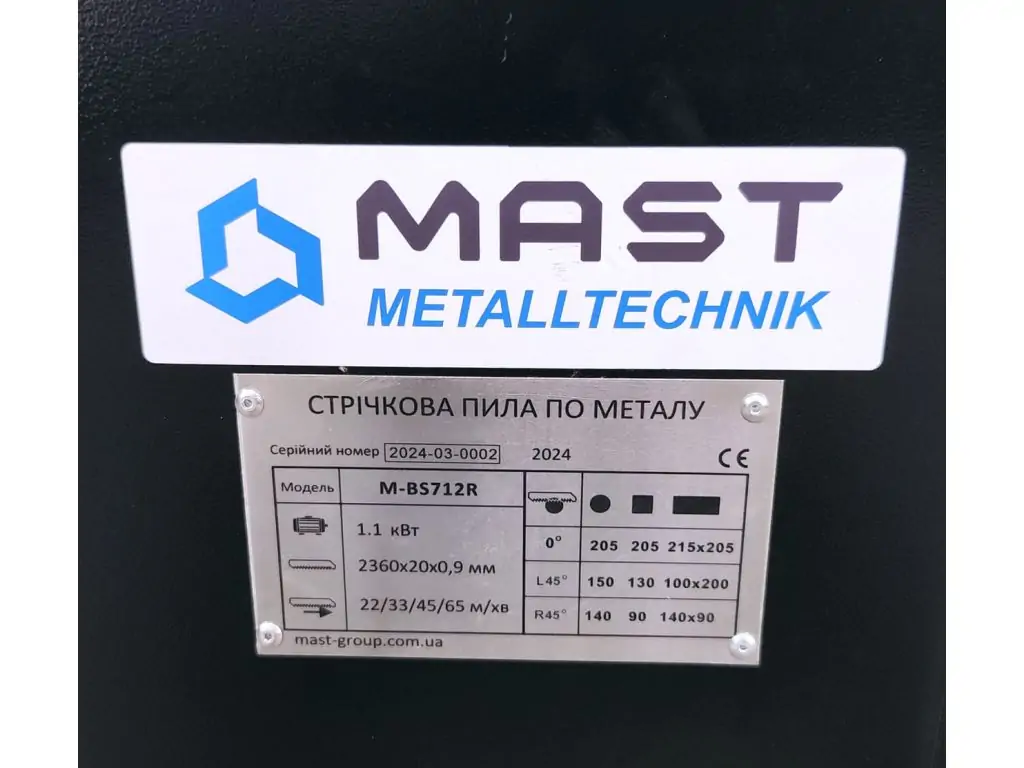 MAST
METALLTECHNIK
СТРІЧКОВА ПИЛА ПО МЕТАЛУ
Серійний номер 2024-03-0002 2024 CE
Модель M-BS712R
1.1 кВт
2360x20x0,9 мм
22/33/45/65 м/хв
0° 205 205 215x205
L45° 150 130 100x200
R45° 140 90 140x90
mast-group.com.ua